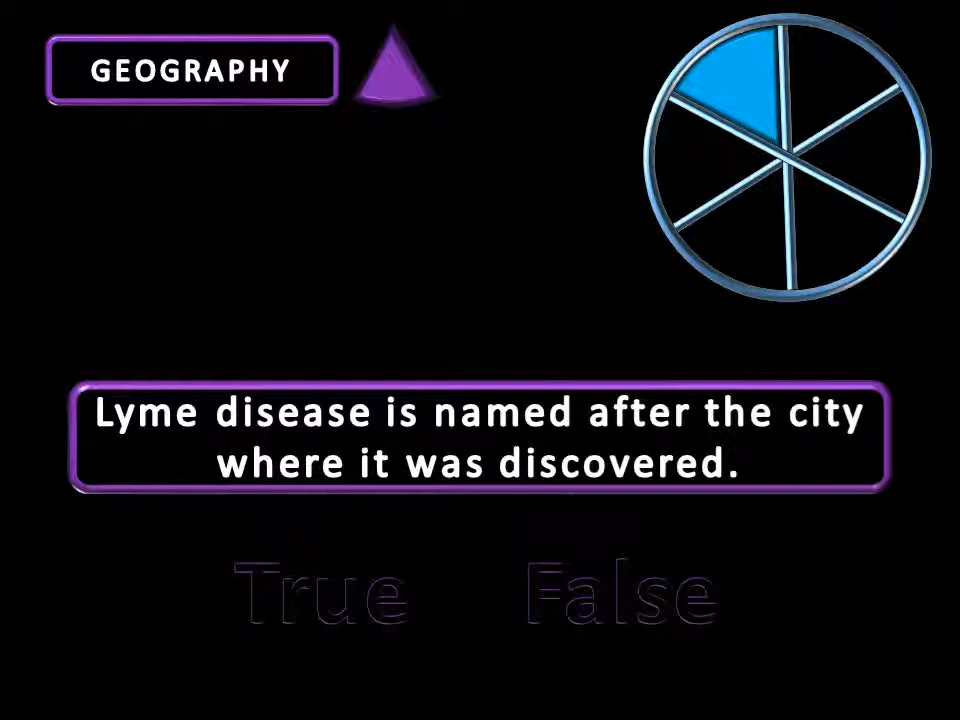 GEOGRAPHY
Lyme disease is named after the city
where it was discovered.
True False